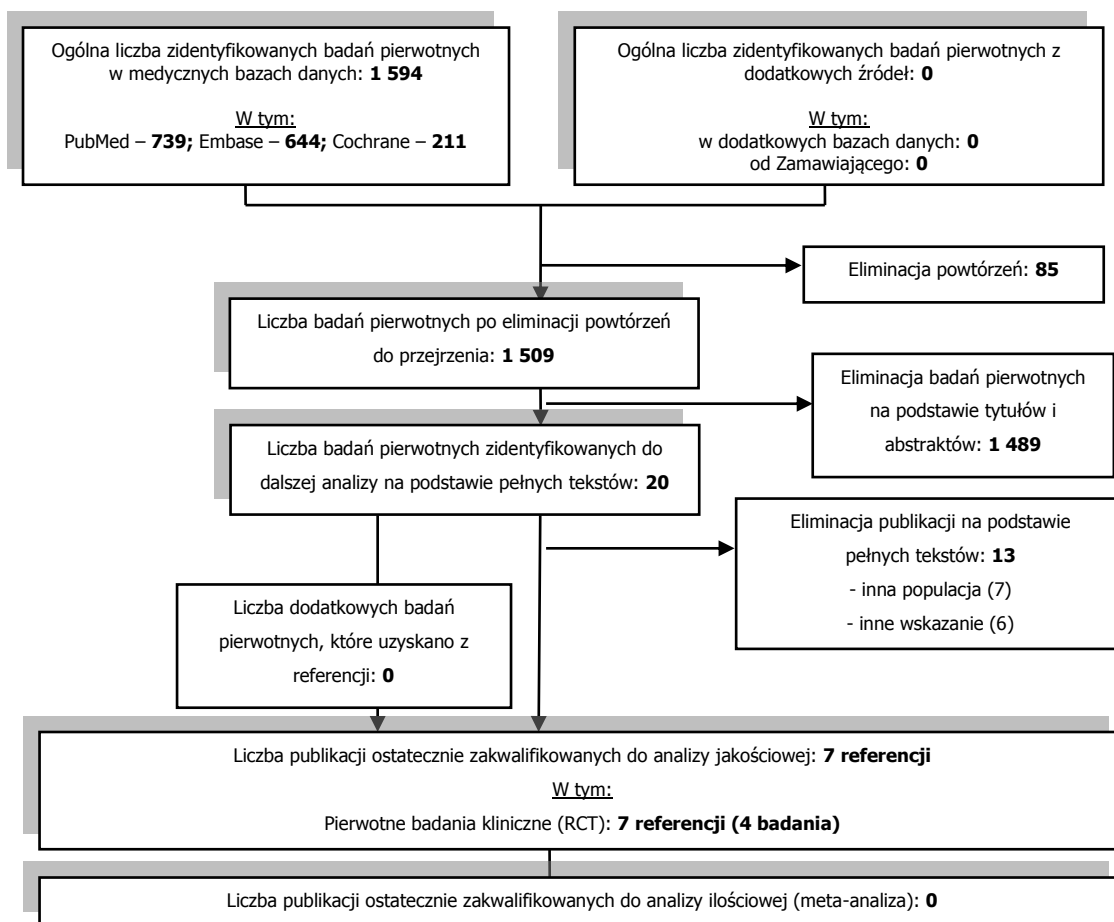 Ogólna liczba zidentyfikowanych badań pierwotnych
w medycznych bazach danych: 1 594
W tym:
PubMed – 739; Embase – 644; Cochrane – 211
Ogólna liczba zidentyfikowanych badań pierwotnych z
dodatkowych źródeł: 0
W tym:
w dodatkowych bazach danych: 0
od Zamawiającego: 0
Eliminacja powtórzeń: 85
Liczba badań pierwotnych po eliminacji powtórzeń
do przejrzenia: 1 509
Eliminacja badań pierwotnych
na podstawie tytułów i
abstraktów: 1 489
Liczba badań pierwotnych zidentyfikowanych do
dalszej analizy na podstawie pełnych tekstów: 20
Eliminacja publikacji na podstawie
pełnych tekstów: 13
- inna populacja (7)
- inne wskazanie (6)
Liczba dodatkowych badań
pierwotnych, które uzyskano z
referencji: 0
Liczba publikacji ostatecznie zakwalifikowanych do analizy jakościowej: 7 referencji
W tym:
Pierwotne badania kliniczne (RCT): 7 referencji (4 badania)
Liczba publikacji ostatecznie zakwalifikowanych do analizy ilościowej (meta-analiza): 0